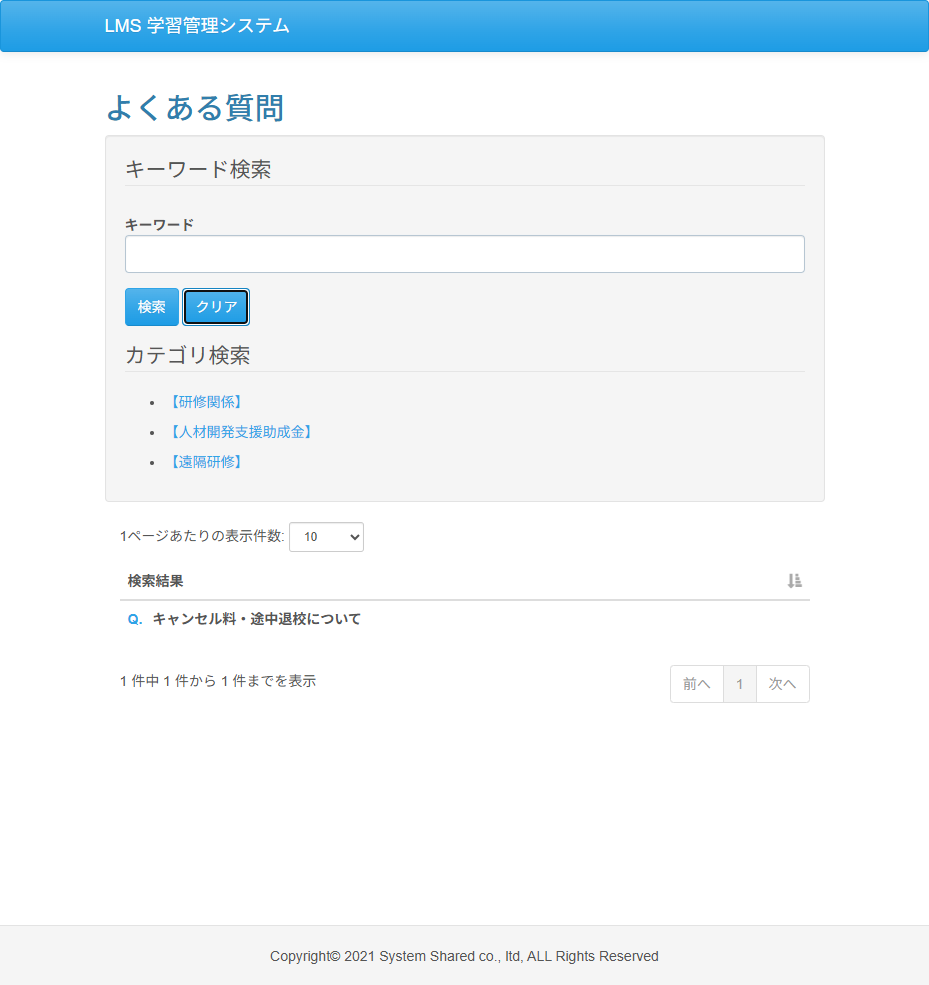 LMS 学習管理システム
よくある質問
キーワード検索
キーワード
検索 クリア
カテゴリ検索
【研修関係】
【人材開発支援助成金】
【遠隔研修】
1ページあたりの表示件数: 10
検索結果
Q. キャンセル料・途中退校について
1 件中 1 件から 1 件までを表示
前へ 1 次へ
Copyright© 2021 System Shared co., ltd, ALL Rights Reserved